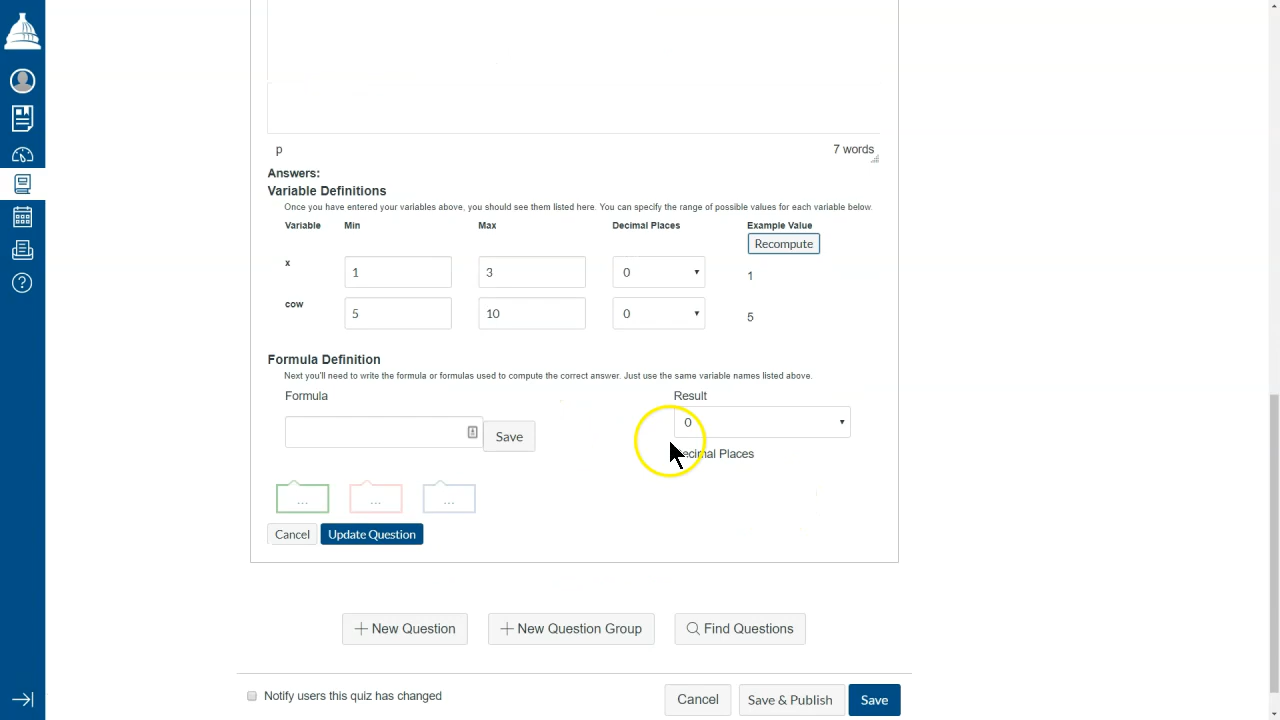 p
7 words
Answers:
Variable Definitions
Once you have entered your variables above, you should see them listed here. You can specify the range of possible values for each variable below.
Variable Min Max Decimal Places Example Value
Recompute
x 1 3 0 1
cow 5 10 0 5
Formula Definition
Next you'll need to write the formula or formulas used to compute the correct answer. Just use the same variable names listed above.
Formula Result
0
Save
Decimal Places
... ... ...
Cancel Update Question
New Question New Question Group Find Questions
Notify users this quiz has changed
Cancel Save & Publish Save